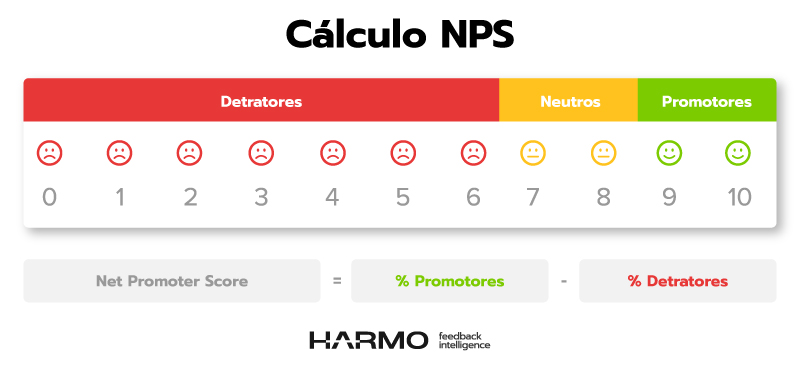 Cálculo NPS
Detratores Neutros Promotores
0 1 2 3 4 5 6 7 8 9 10
Net Promoter Score = % Promotores - % Detratores
HARMO feedback
intelligence